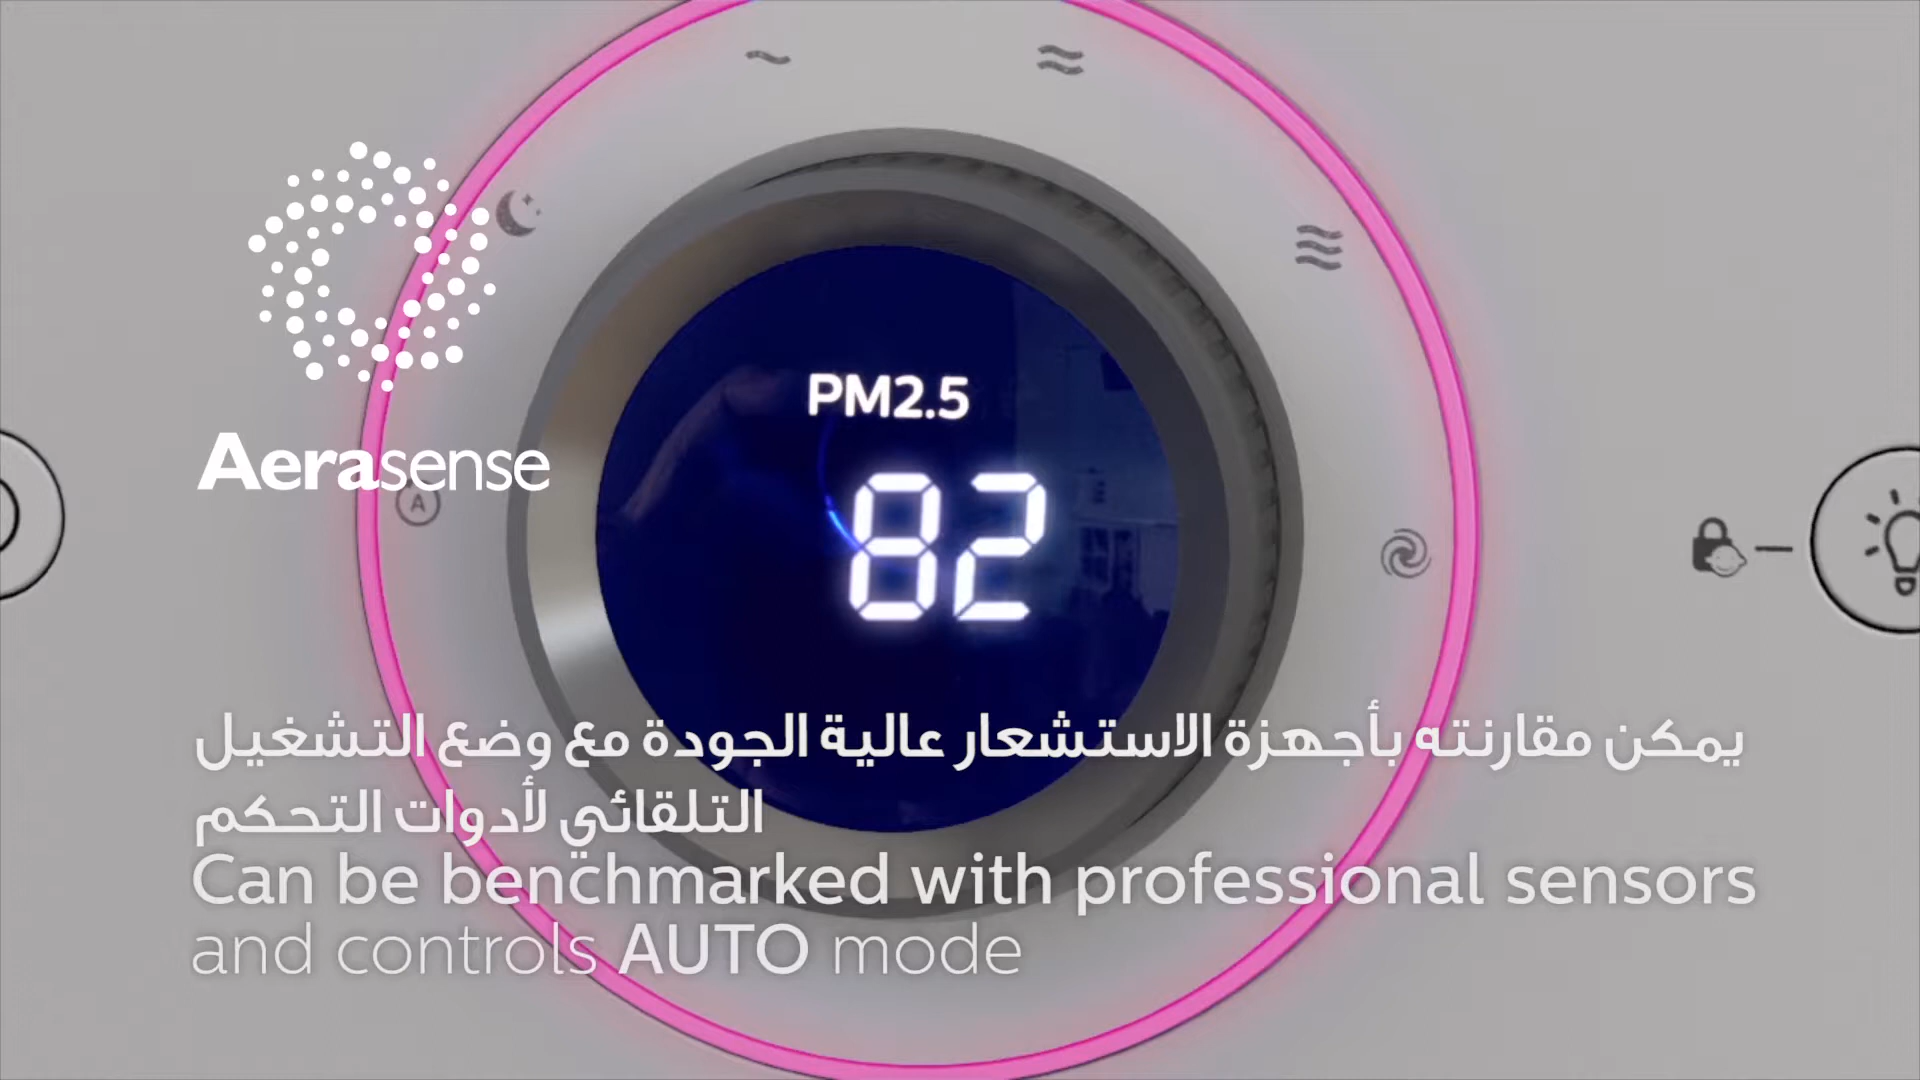 PM2.5
82
Aerasense
A
يمكن مقارنته بأجهزة الاستشعار عالية الجودة مع وضع التشغيل
التلقائي لأدوات التحكم
Can be benchmarked with professional sensors
and controls AUTO mode